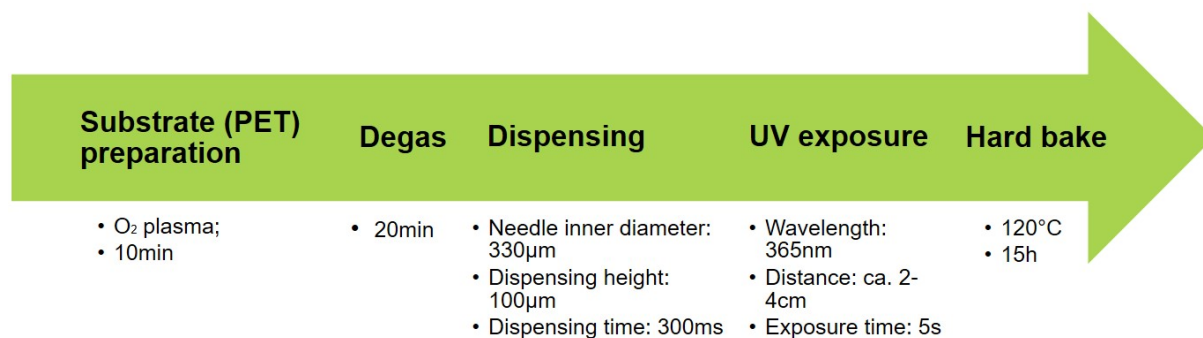 Substrate (PET)
preparation
Degas
Dispensing
UV exposure
Hard bake
• O₂ plasma;
• 10min
• 20min
• Needle inner diameter:
330µm
• Dispensing height:
100µm
• Dispensing time: 300ms
• Wavelength:
365nm
• Distance: ca. 2-
4cm
• Exposure time: 5s
• 120°C
• 15h